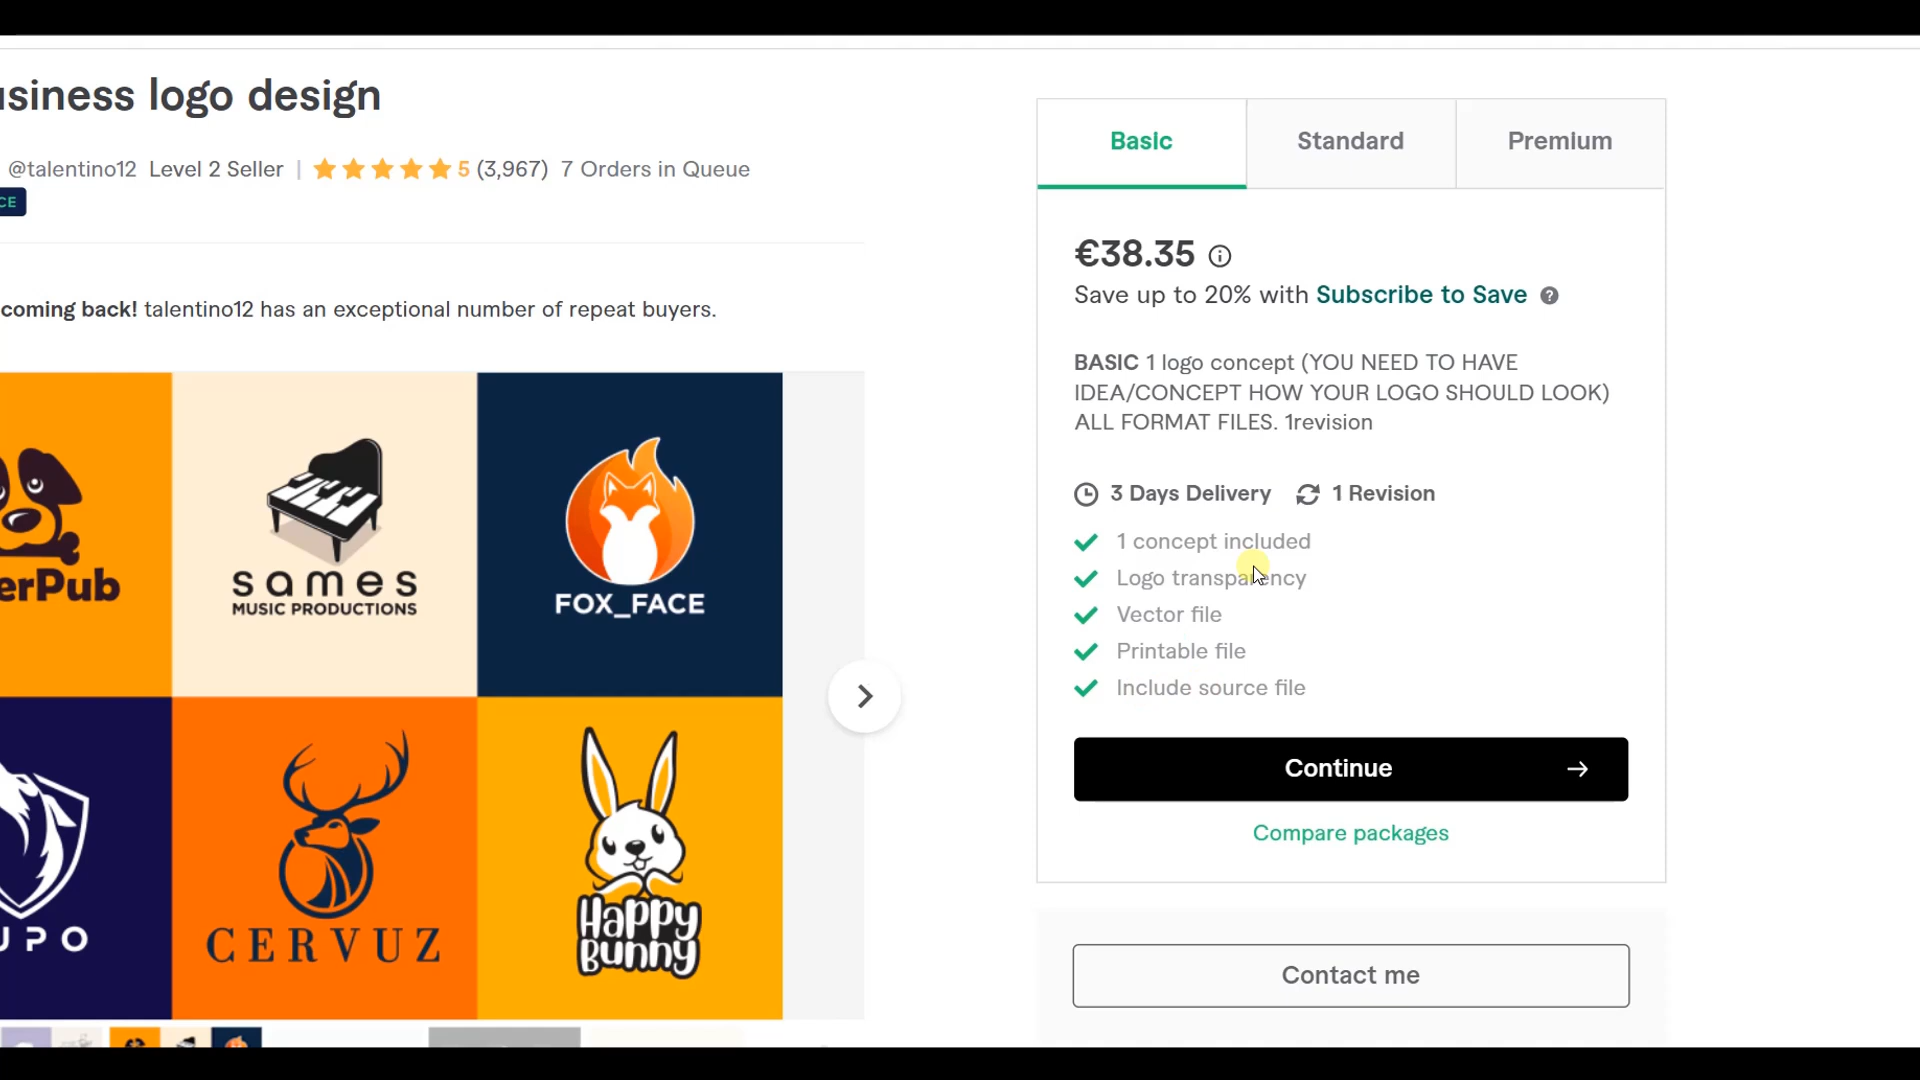 usiness logo design
@talentino12 Level 2 Seller | 5 (3,967) 7 Orders in Queue
CE
coming back! talentino12 has an exceptional number of repeat buyers.
erPub
sames
MUSIC PRODUCTIONS
FOX_FACE
UPO
CERVUZ
Happy
Bunny
Basic
Standard
Premium
€38.35
Save up to 20% with Subscribe to Save
BASIC 1 logo concept (YOU NEED TO HAVE
IDEA/CONCEPT HOW YOUR LOGO SHOULD LOOK)
ALL FORMAT FILES. 1revision
3 Days Delivery 1 Revision
1 concept included
Logo transparency
Vector file
Printable file
Include source file
Continue
Compare packages
Contact me